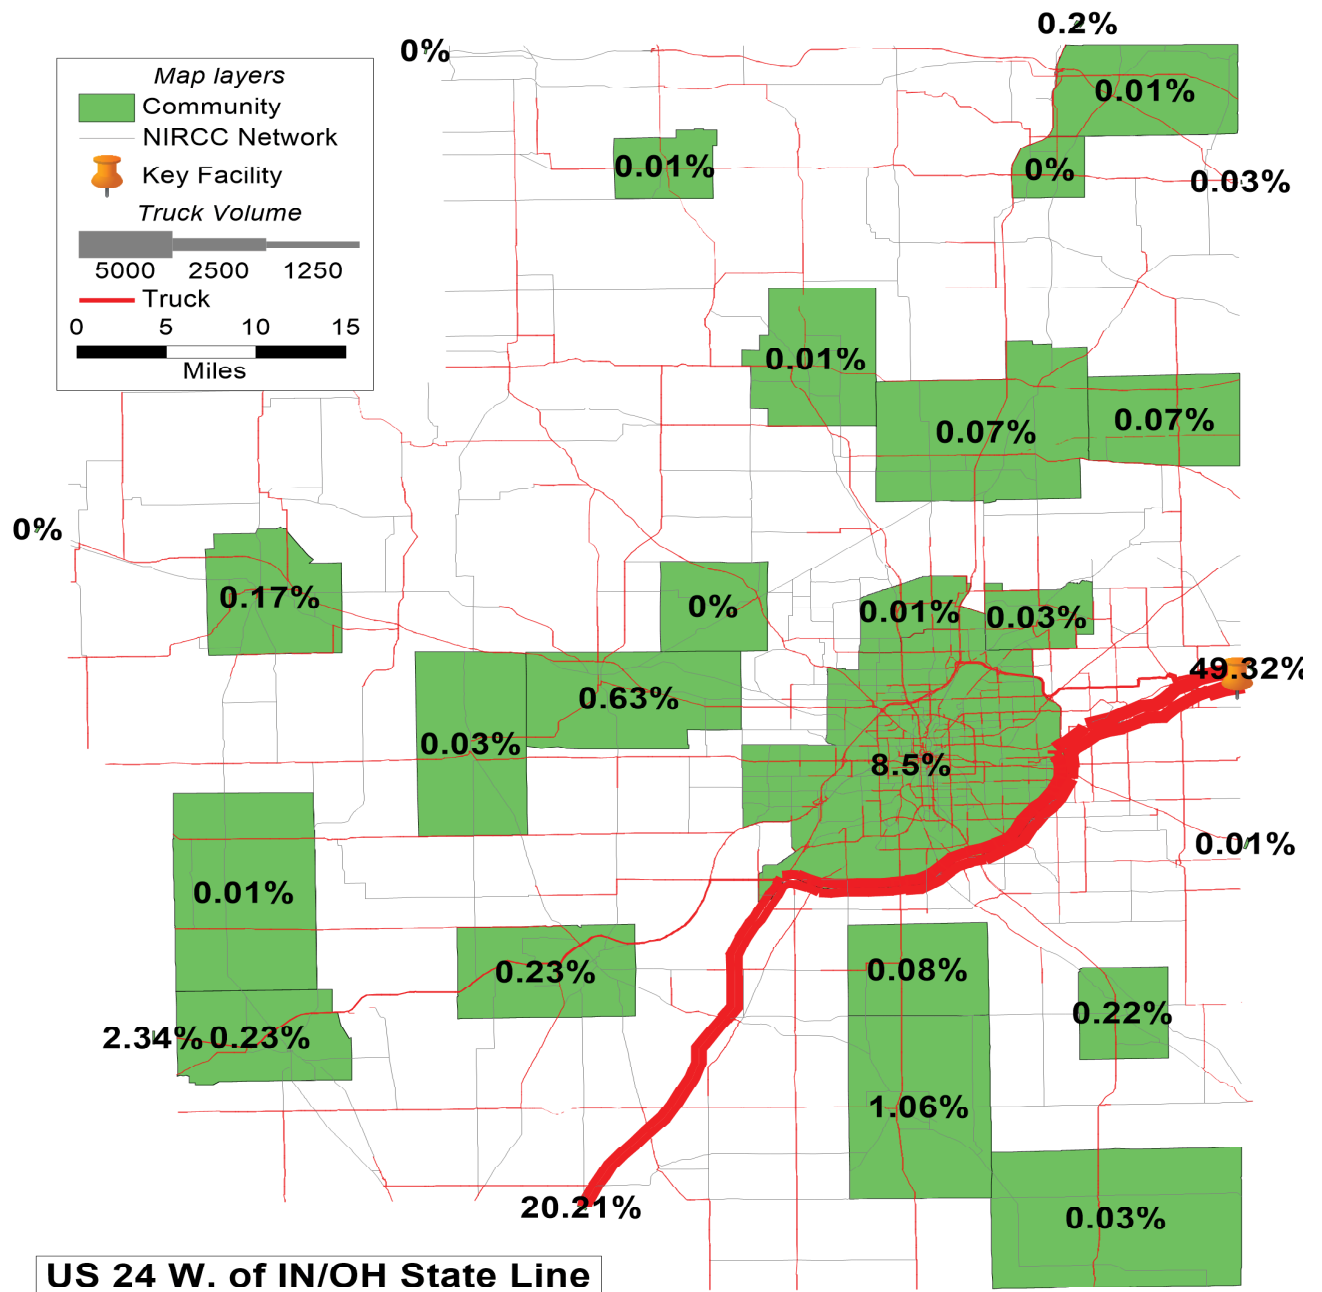 0.2%
0%
Map layers
Community
NIRCC Network
Key Facility
Truck Volume
5000 2500 1250
Truck
0 5 10 15
Miles
0.01%
0.01%
0%
0.03%
0.01%
0.07%
0.07%
0%
0.17%
0%
0.01%
0.03%
49.32%
0.63%
0.03%
8.5%
0.01%
0.01%
0.23%
0.08%
0.22%
2.34%
0.23%
1.06%
20.21%
0.03%
US 24 W. of IN/OH State Line